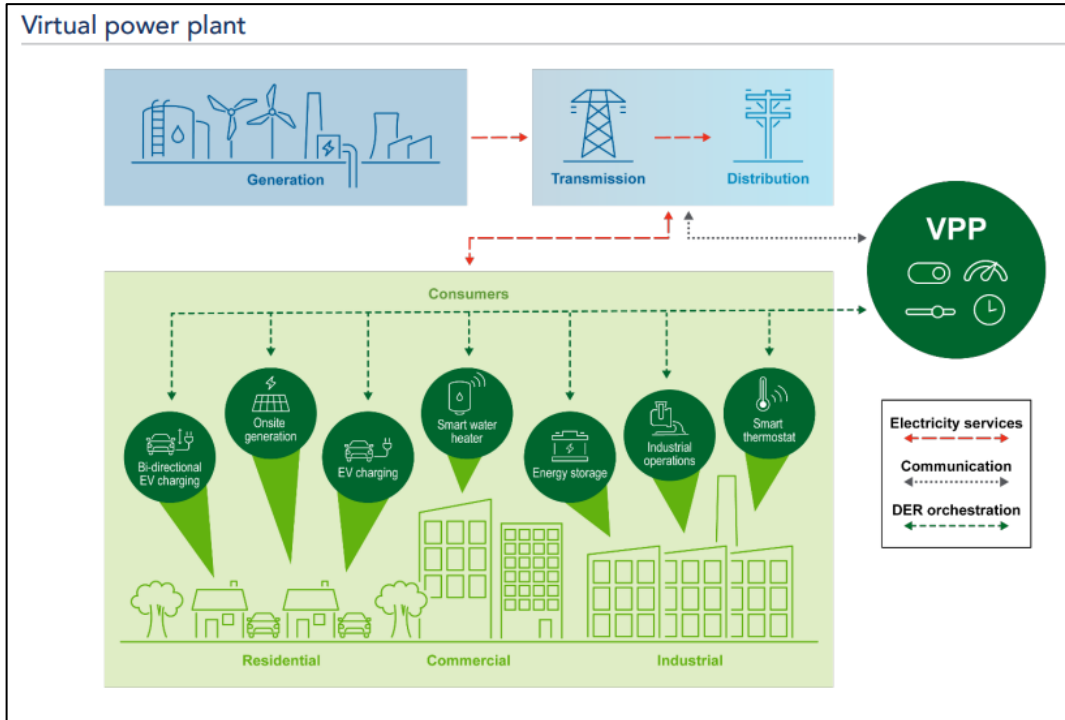 Virtual power plant
Generation
Transmission
Distribution
VPP
Consumers
Bi-directional
EV charging
Onsite
generation
EV charging
Smart water
heater
Energy storage
Industrial
operations
Smart
thermostat
Residential
Commercial
Industrial
Electricity services
Communication
DER orchestration